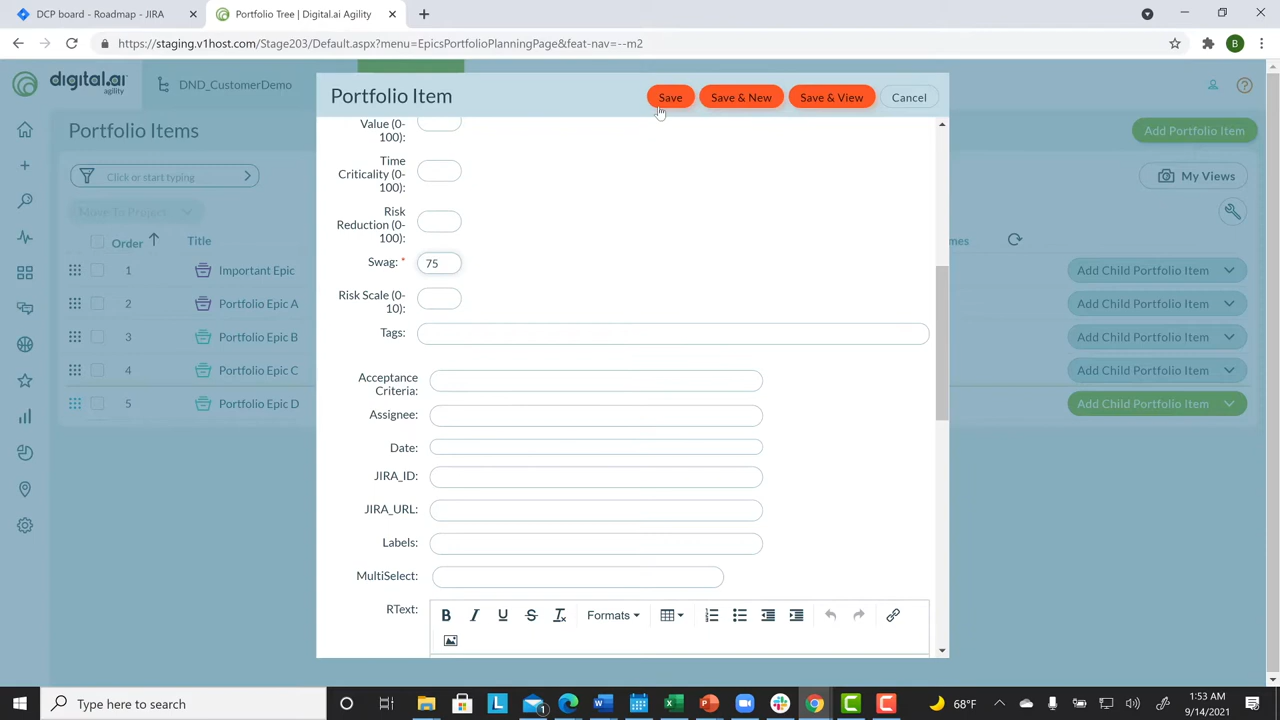 DCP board - Roadmap - JIRA
Portfolio Tree | Digital.ai Agility
https://staging.v1host.com/Stage203/Default.aspx?menu=EpicsPortfolioPlanningPage&feat-nav=--m2
B
digital.ai
agility
DND_CustomerDemo
Portfolio Items
Add Portfolio Item
Click or start typing
My Views
Move To Project
Order
Title
mes
1
Important Epic
Add Child Portfolio Item
2
Portfolio Epic A
Add Child Portfolio Item
3
Portfolio Epic B
Add Child Portfolio Item
4
Portfolio Epic C
Add Child Portfolio Item
5
Portfolio Epic D
Add Child Portfolio Item
Portfolio Item
Save
Save & New
Save & View
Cancel
Value (0-
100):
Time
Criticality (0-
100):
Risk
Reduction (0-
100):
Swag: *
75
Risk Scale (0-
10):
Tags:
Acceptance
Criteria:
Assignee:
Date:
JIRA_ID:
JIRA_URL:
Labels:
MultiSelect:
RText:
B I U S Tx Formats
Type here to search
1
68°F
1:53 AM
9/14/2021